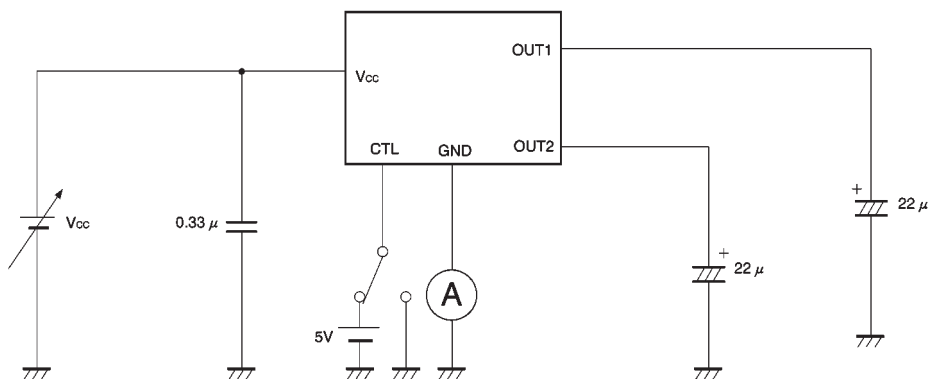 OUT1
Vcc
CTL
GND
OUT2
Vcc
0.33 μ
+
22 μ
+
22 μ
5V
A